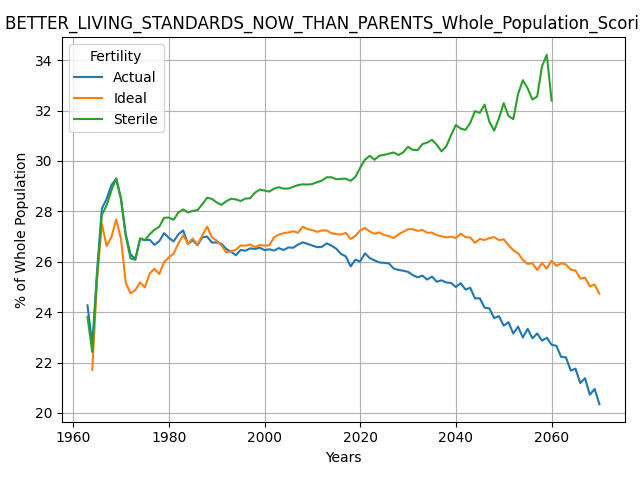 BETTER_LIVING_STANDARDS_NOW_THAN_PARENTS_Whole_Population_Scori
Fertility
Actual
Ideal
Sterile
34
32
30
28
26
24
22
20
% of Whole Population
1960 1980 2000 2020 2040 2060
Years